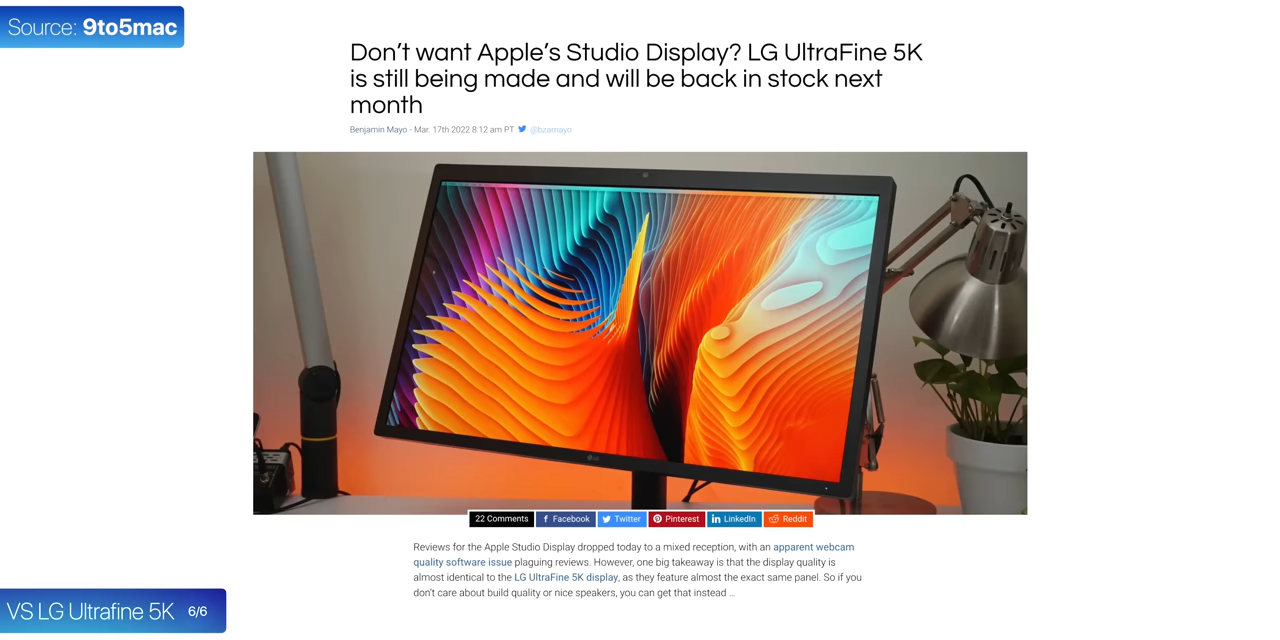 Source: 9to5mac
Don’t want Apple’s Studio Display? LG UltraFine 5K
is still being made and will be back in stock next
month
Benjamin Mayo - Mar. 17th 2022 8:12 am PT @bzamayo
LG
22 Comments Facebook Twitter Pinterest LinkedIn Reddit
Reviews for the Apple Studio Display dropped today to a mixed reception, with an apparent webcam
quality software issue plaguing reviews. However, one big takeaway is that the display quality is
almost identical to the LG UltraFine 5K display, as they feature almost the exact same panel. So if you
don’t care about build quality or nice speakers, you can get that instead ...
VS LG Ultrafine 5K 6/6